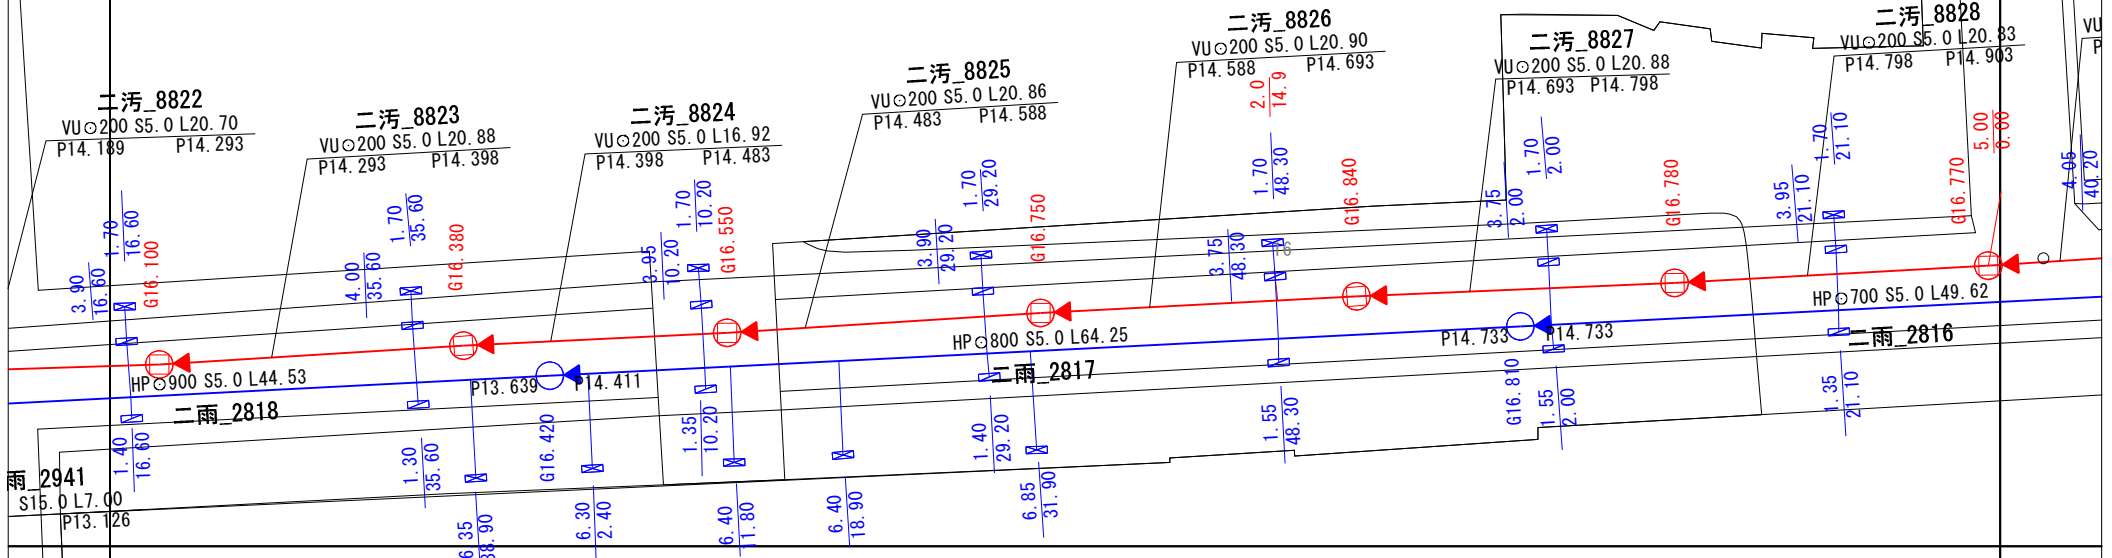 二汚_8822
VU⊙200 S5.0 L20.70
P14.189 P14.293
二汚_8823
VU⊙200 S5.0 L20.88
P14.293 P14.398
二汚_8824
VU⊙200 S5.0 L16.92
P14.398 P14.483
二汚_8825
VU⊙200 S5.0 L20.86
P14.483 P14.588
二汚_8826
VU⊙200 S5.0 L20.90
P14.588 P14.693
二汚_8827
VU⊙200 S5.0 L20.88
P14.693 P14.798
二汚_8828
VU⊙200 S5.0 L20.83
P14.798 P14.903
VU
P
2.0
14.9
5.00
0.00
1.70
16.60
3.90
16.60
G16.100
1.70
35.60
4.00
35.60
G16.380
1.70
10.20
3.95
10.20
G16.550
1.70
29.20
3.90
29.20
G16.750
1.70
48.30
3.75
48.30
16
G16.840
1.70
2.00
3.75
2.00
G16.780
1.70
21.10
3.95
21.10
G16.770
4.05
40.20
HP⊙900 S5.0 L44.53
二雨_2818
P13.639 P14.411
G16.420
HP⊙800 S5.0 L64.25
二雨_2817
P14.733 P14.733
G16.810
HP⊙700 S5.0 L49.62
二雨_2816
1.40
16.60
1.30
35.60
1.35
10.20
1.40
29.20
1.55
48.30
1.55
2.00
1.35
21.10
雨_2941
S15.0 L7.00
P13.126
6.35
38.90
6.30
2.40
6.40
11.80
6.40
18.90
6.85
31.90